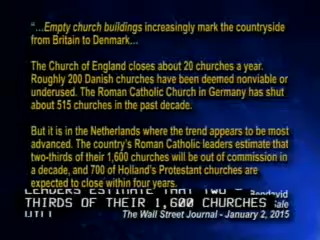 “…Empty church buildings increasingly mark the countryside
from Britain to Denmark…
The Church of England closes about 20 churches a year.
Roughly 200 Danish churches have been deemed nonviable or
underused. The Roman Catholic Church in Germany has shut
about 515 churches in the past decade.
But it is in the Netherlands where the trend appears to be most
advanced. The country’s Roman Catholic leaders estimate that
two-thirds of their 1,600 churches will be out of commission in
a decade, and 700 of Holland’s Protestant churches are
expected to close within four years.
LEADERS ESTIMATE THAT TWO -
THIRDS OF THEIR 1,600 CHURCHES
WILL
The Wall Street Journal - January 2, 2015